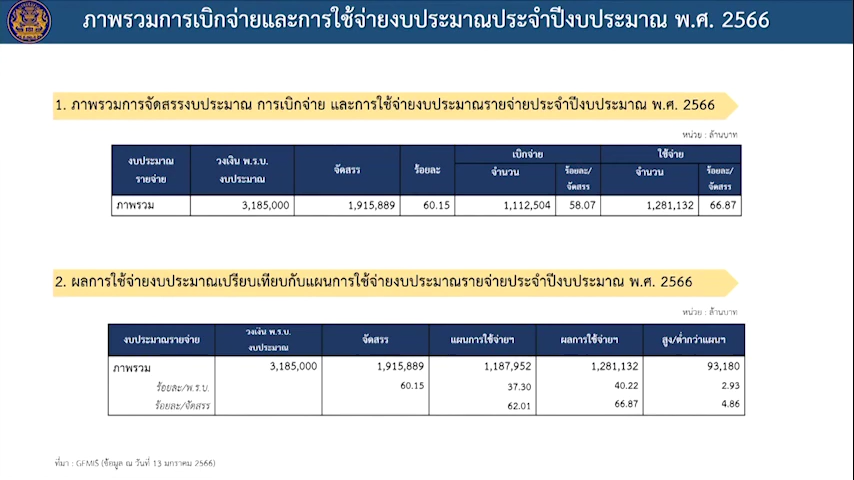 ภาพรวมการเบิกจ่ายและการใช้จ่ายงบประมาณประจำปีงบประมาณ พ.ศ. 2566
1. ภาพรวมการจัดสรรงบประมาณ การเบิกจ่าย และการใช้จ่ายงบประมาณรายจ่ายประจำปีงบประมาณ พ.ศ. 2566
หน่วย : ล้านบาท
งบประมาณ รายจ่าย วงเงิน พ.ร.บ. งบประมาณ จัดสรร ร้อยละ เบิกจ่าย ใช้จ่าย
จำนวน ร้อยละ/ จัดสรร จำนวน ร้อยละ/ จัดสรร
ภาพรวม 3,185,000 1,915,889 60.15 1,112,504 58.07 1,281,132 66.87
2. ผลการใช้จ่ายงบประมาณเปรียบเทียบกับแผนการใช้จ่ายงบประมาณรายจ่ายประจำปีงบประมาณ พ.ศ. 2566
หน่วย : ล้านบาท
งบประมาณรายจ่าย วงเงิน พ.ร.บ. งบประมาณ จัดสรร แผนการใช้จ่ายฯ ผลการใช้จ่ายฯ สูง/ต่ำกว่าแผนฯ
ภาพรวม 3,185,000 1,915,889 1,187,952 1,281,132 93,180
ร้อยละ/พ.ร.บ. 60.15 37.30 40.22 2.93
ร้อยละ/จัดสรร 62.01 66.87 4.86
ที่มา : GFMIS (ข้อมูล ณ วันที่ 13 มกราคม 2566)